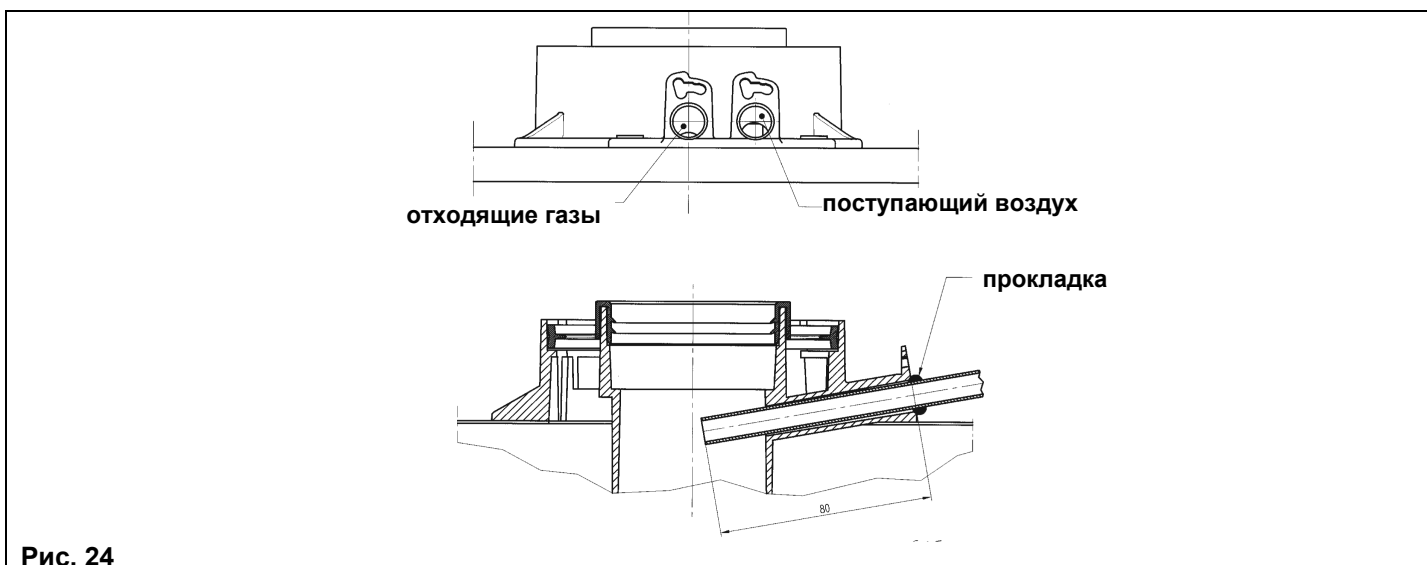 отходящие газы
поступающий воздух
прокладка
80
Рис. 24